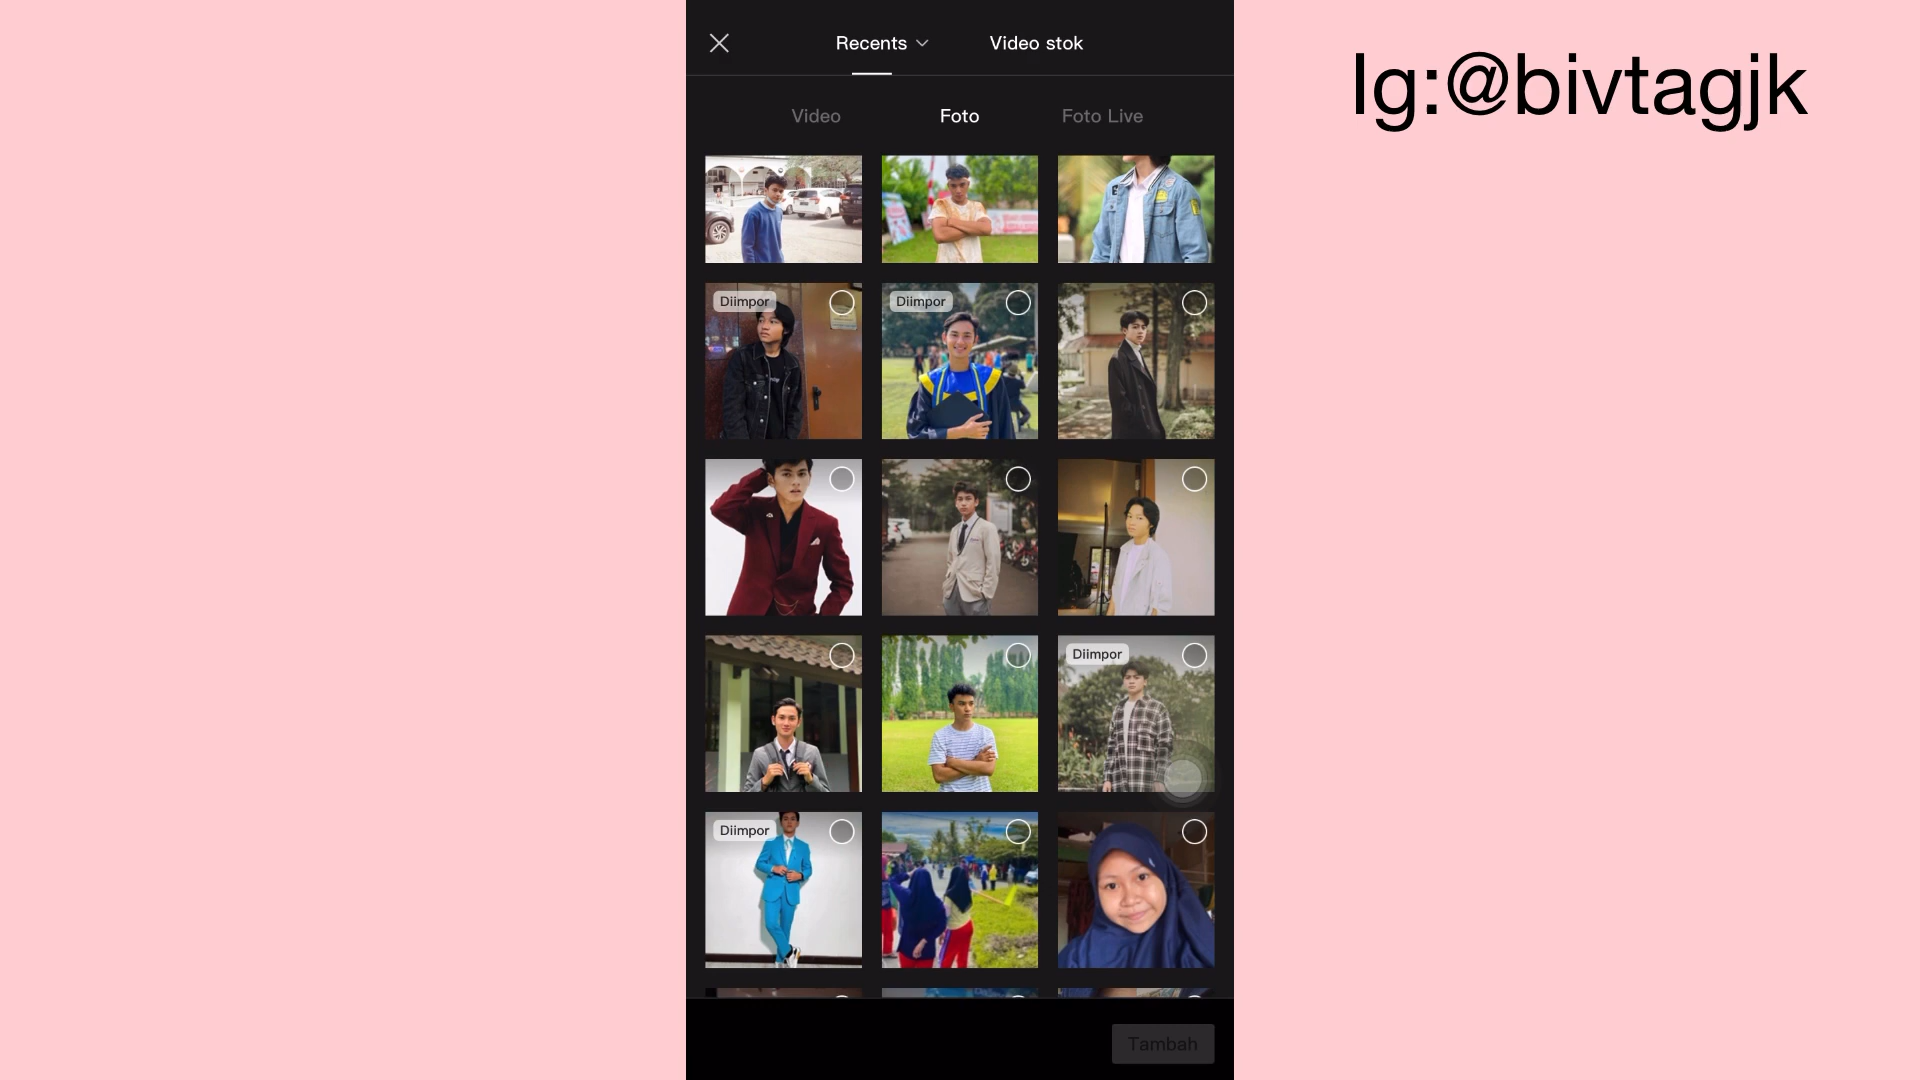 Recents Video stok
Ig:@bivtagjk
Video Foto Foto Live
Diimpor Diimpor
Diimpor
Diimpor
Tambah